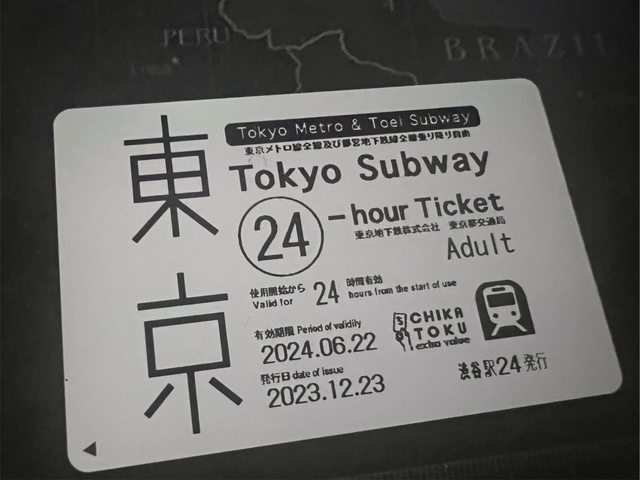 PERU
Lima
BRAZIL
東京
Tokyo Metro & Toei Subway
東京メトロ線全線及び都営地下鉄線全線乗り降り自由
Tokyo Subway
24-hour Ticket
東京地下鉄株式会社 東京都交通局
Adult
使用開始から 24 時間有効
Valid for 24 hours from the start of use
有効期限 Period of validily
2024.06.22
発行日 date of issue
2023.12.23
CHIKA
TOKU
extra value
渋谷駅24発行